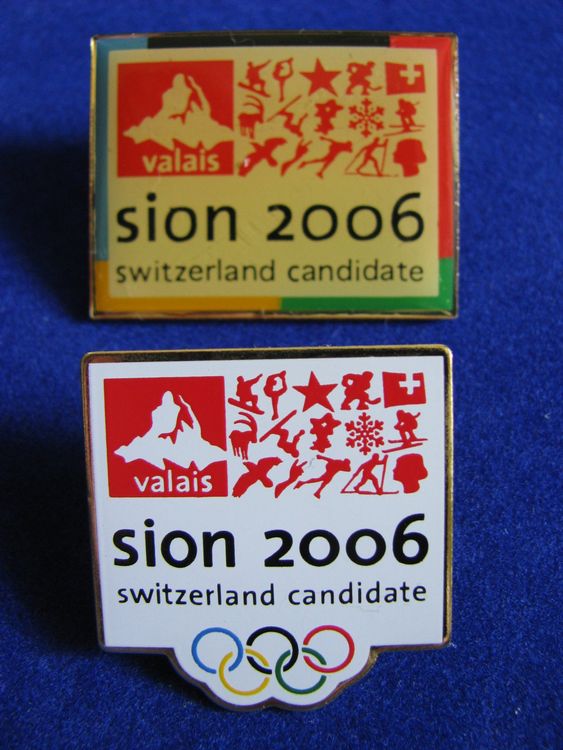 valais
sion 2006
switzerland candidate
valais
sion 2006
switzerland candidate